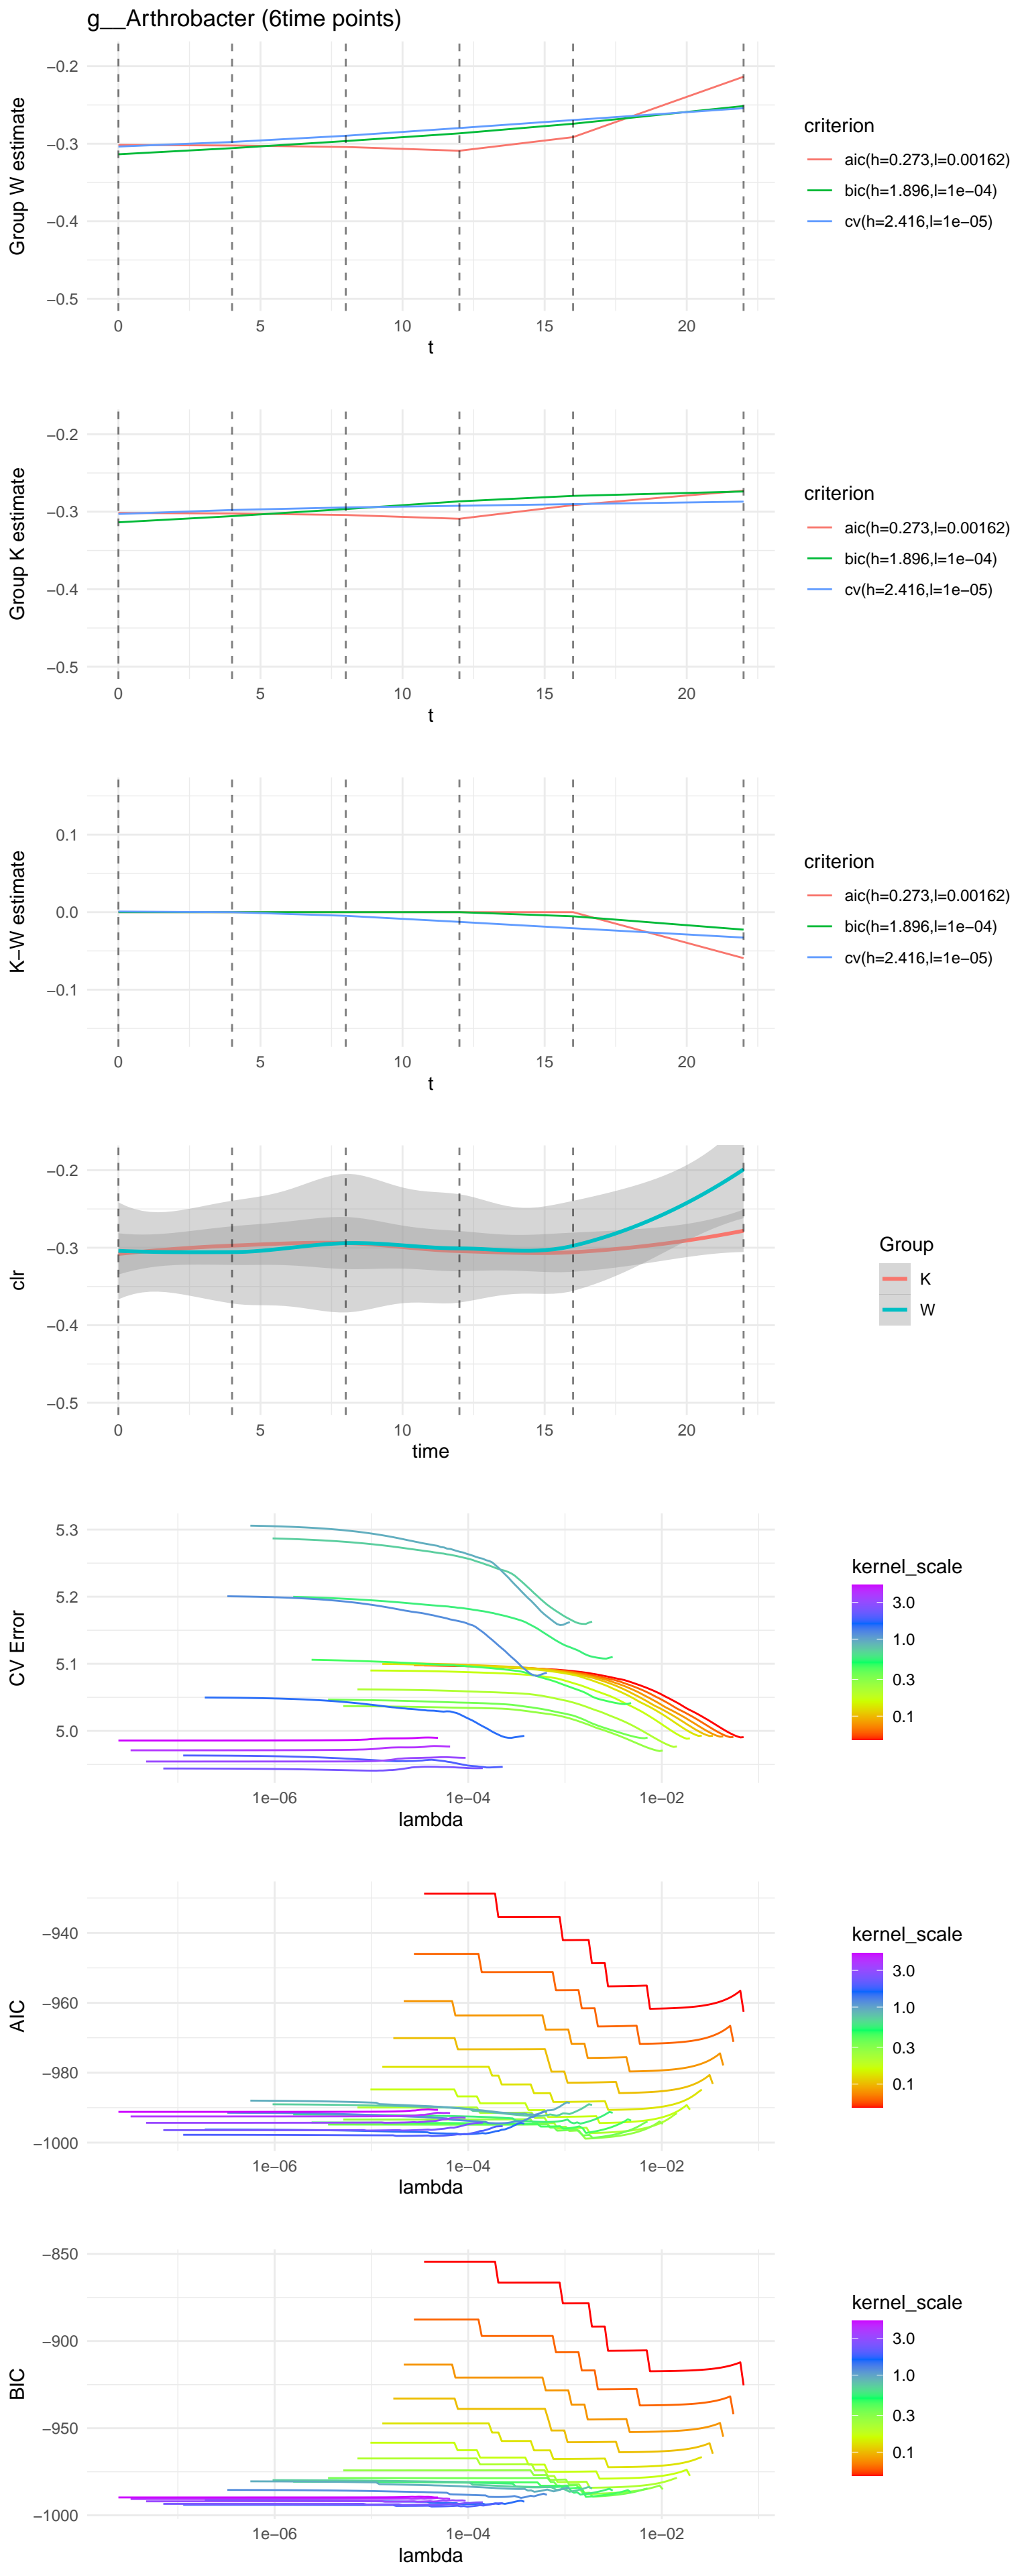 g__Arthrobacter (6time points)
Group W estimate
−0.2
−0.3
−0.4
−0.5
0 5 10 15 20
t
criterion
aic(h=0.273,l=0.00162)
bic(h=1.896,l=1e−04)
cv(h=2.416,l=1e−05)
Group K estimate
−0.2
−0.3
−0.4
−0.5
0 5 10 15 20
t
criterion
aic(h=0.273,l=0.00162)
bic(h=1.896,l=1e−04)
cv(h=2.416,l=1e−05)
K−W estimate
0.1
0.0
−0.1
0 5 10 15 20
t
criterion
aic(h=0.273,l=0.00162)
bic(h=1.896,l=1e−04)
cv(h=2.416,l=1e−05)
clr
−0.2
−0.3
−0.4
−0.5
0 5 10 15 20
time
Group
K
W
CV Error
5.3
5.2
5.1
5.0
1e−06 1e−04 1e−02
lambda
kernel_scale
3.0
1.0
0.3
0.1
AIC
−940
−960
−980
−1000
1e−06 1e−04 1e−02
lambda
kernel_scale
3.0
1.0
0.3
0.1
BIC
−850
−900
−950
−1000
1e−06 1e−04 1e−02
lambda
kernel_scale
3.0
1.0
0.3
0.1